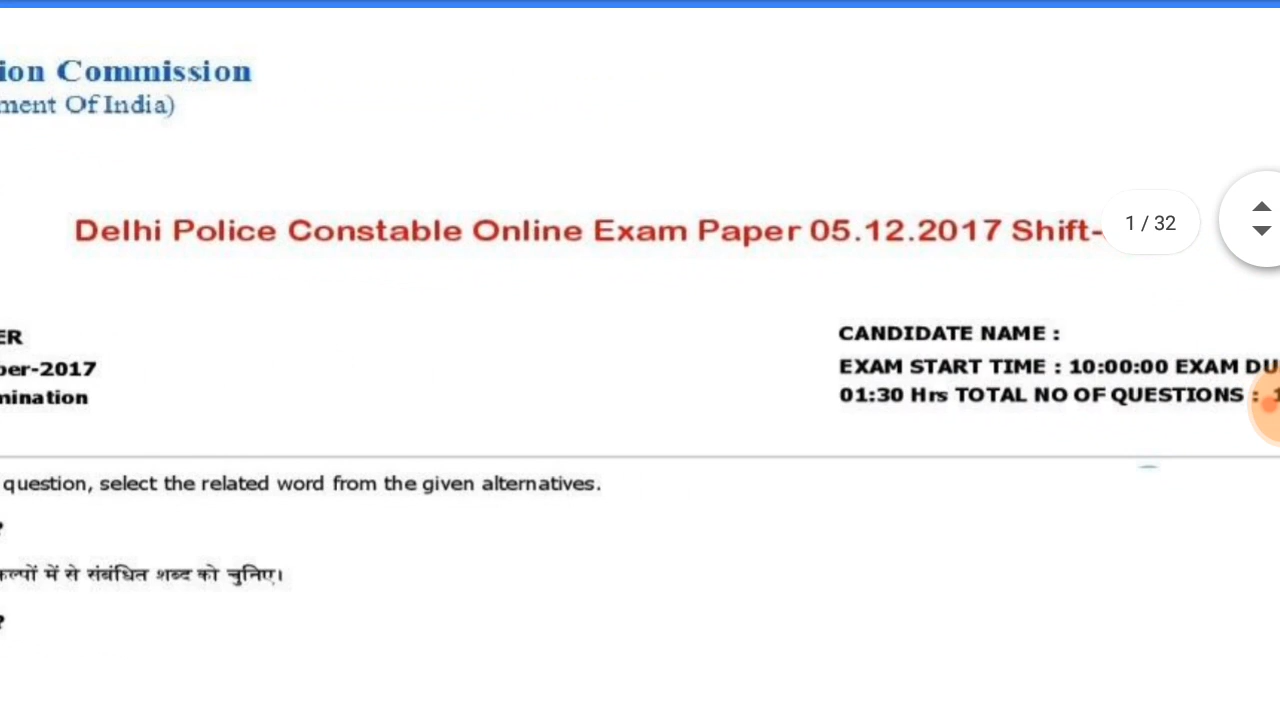 ion Commission
ment Of India)
Delhi Police Constable Online Exam Paper 05.12.2017 Shift-
1 / 32
ER
CANDIDATE NAME :
ber-2017
EXAM START TIME : 10:00:00 EXAM DU
mination
01:30 Hrs TOTAL NO OF QUESTIONS : 1
question, select the related word from the given alternatives.
?
कल्पों में से संबंधित शब्द को चुनिए।
?